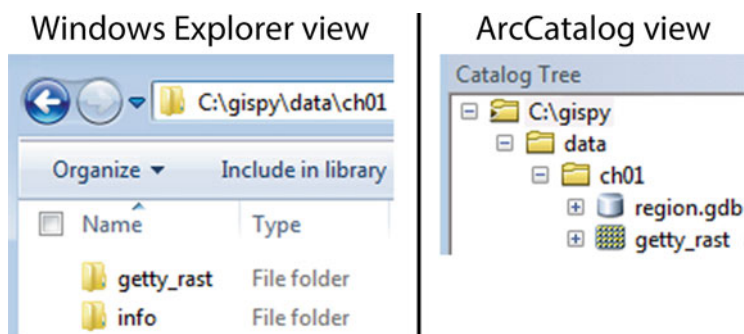 Windows Explorer view
C:\gispy\data\ch01
Organize
Include in library
Name
Type
getty_rast
File folder
info
File folder
ArcCatalog view
Catalog Tree
C:\gispy
data
ch01
region.gdb
getty_rast